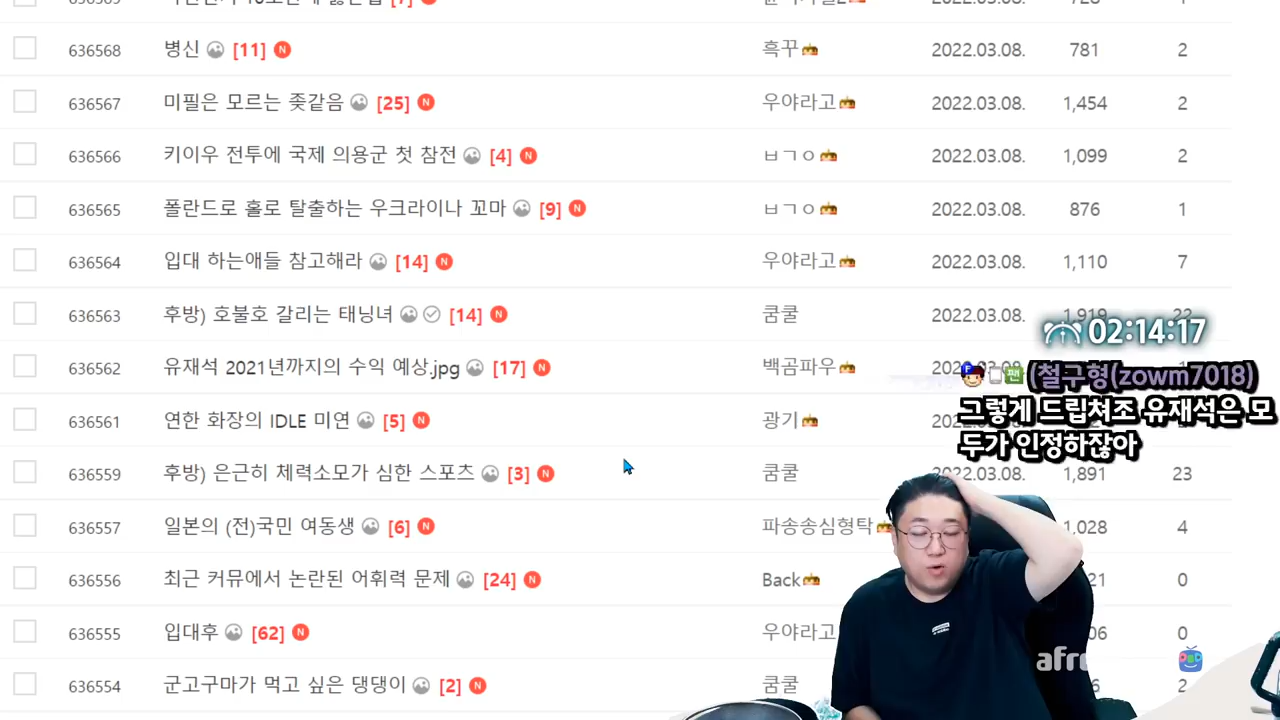 636568 병신 [11] N 흑꾸 2022.03.08. 781 2
636567 미필은 모르는 좆같음 [25] N 우야라고 2022.03.08. 1,454 2
636566 키이우 전투에 국제 의용군 첫 참전 [4] N ㅂㄱㅇ 2022.03.08. 1,099 2
636565 폴란드로 홀로 탈출하는 우크라이나 꼬마 [9] N ㅂㄱㅇ 2022.03.08. 876 1
636564 입대 하는애들 참고해라 [14] N 우야라고 2022.03.08. 1,110 7
636563 후방) 호불호 갈리는 태닝녀 [14] N 쿰쿨 2022.03.08. 1,919
02:14:17
636562 유재석 2021년까지의 수익 예상.jpg [17] N 백곰파우
팬 (철구형(zowm7018)
그렇게 드립쳐조 유재석은 모
두가 인정하잖아
636561 연한 화장의 IDLE 미연 [5] N 광기
636559 후방) 은근히 체력소모가 심한 스포츠 [3] N 쿰쿨 2022.03.08. 1,891 23
636557 일본의 (전)국민 여동생 [6] N 파송송심형탁 1,028 4
636556 최근 커뮤에서 논란된 어휘력 문제 [24] N Back 0
636555 입대후 [62] N 우야라고 0
636554 군고구마가 먹고 싶은 댕댕이 [2] N 쿰쿨 2